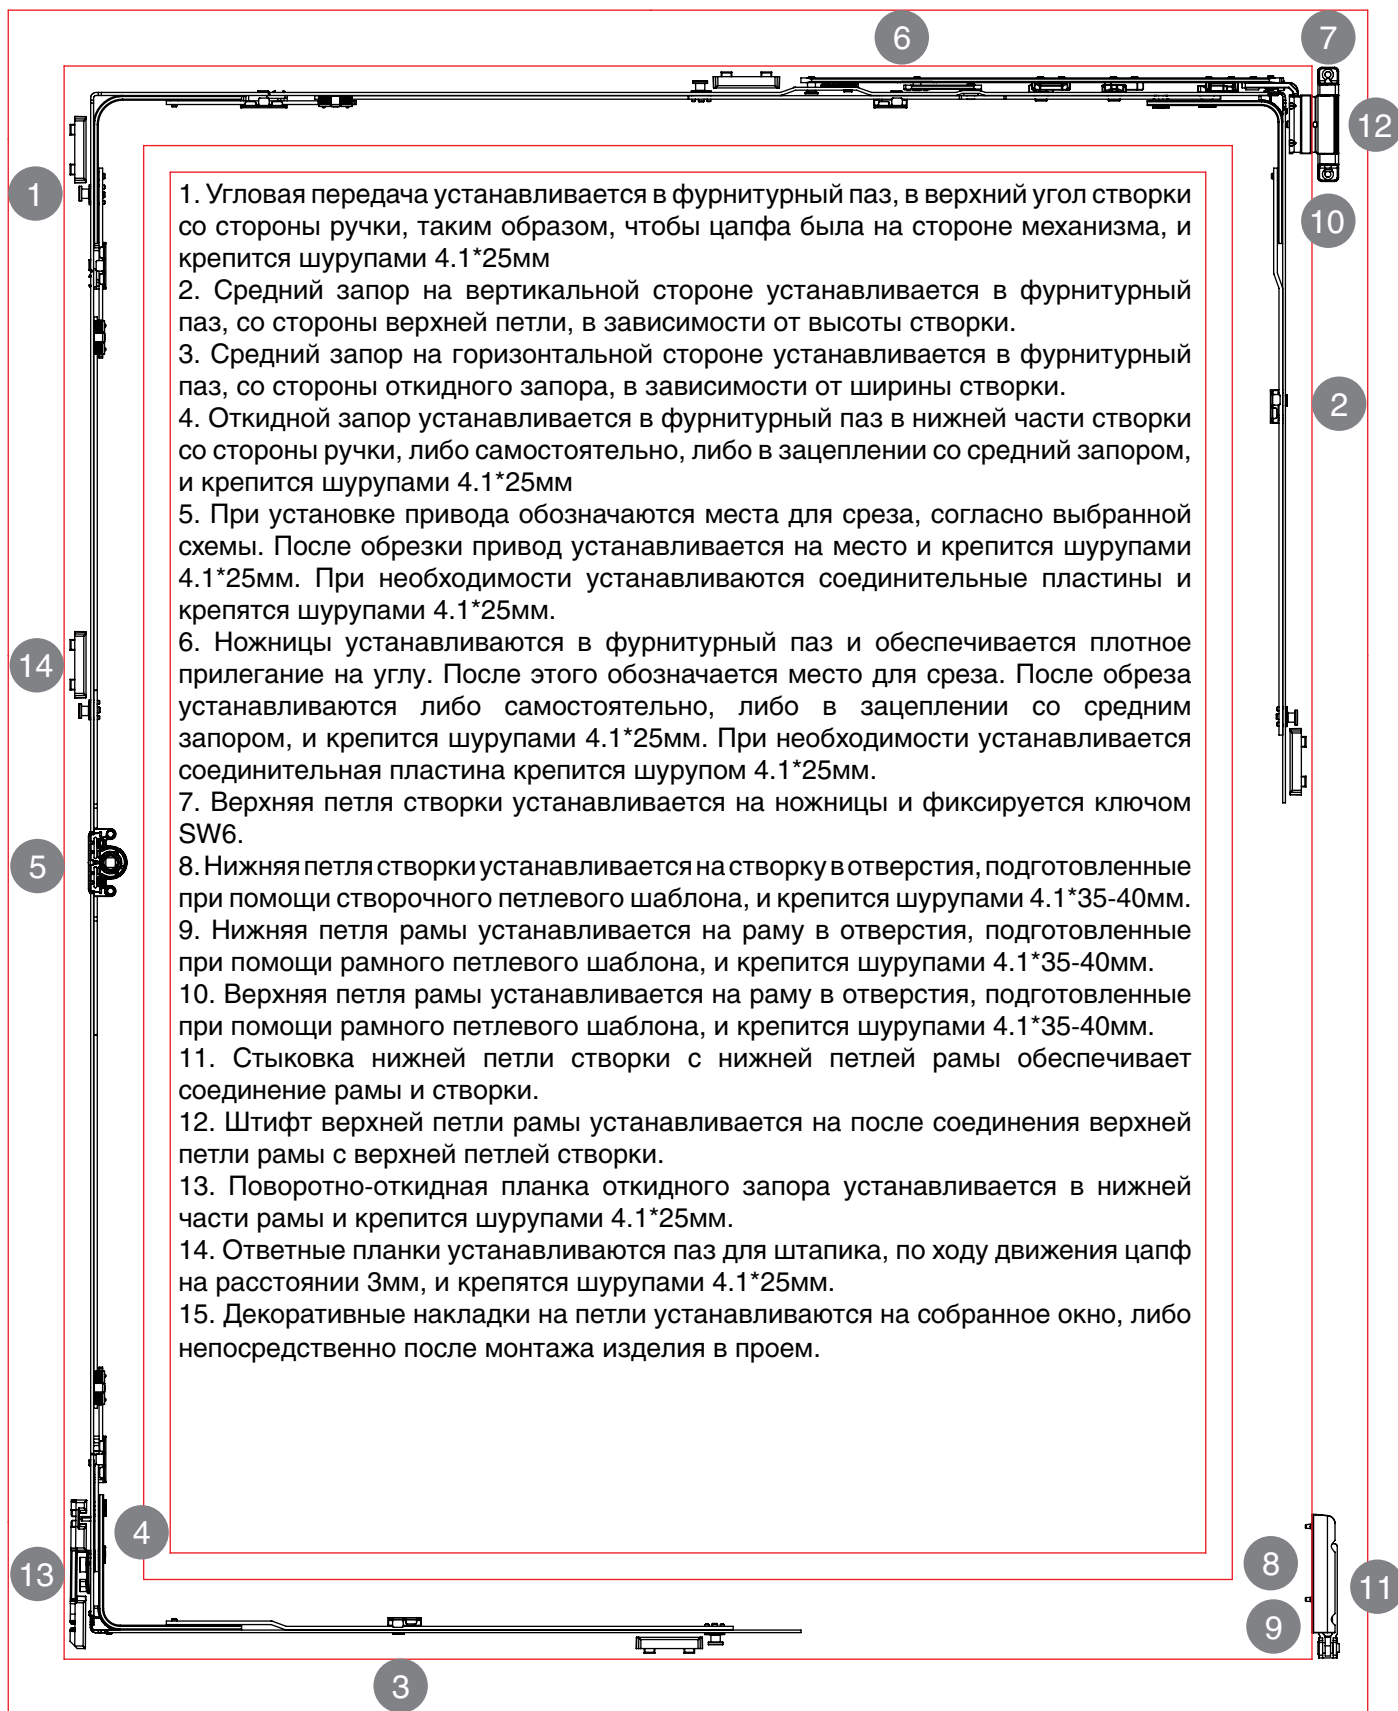 6
7
12
1
10
1. Угловая передача устанавливается в фурнитурный паз, в верхний угол створки
со стороны ручки, таким образом, чтобы цапфа была на стороне механизма, и
крепится шурупами 4.1*25мм
2. Средний запор на вертикальной стороне устанавливается в фурнитурный
паз, со стороны верхней петли, в зависимости от высоты створки.
3. Средний запор на горизонтальной стороне устанавливается в фурнитурный
паз, со стороны откидного запора, в зависимости от ширины створки.
2
4. Откидной запор устанавливается в фурнитурный паз в нижней части створки
со стороны ручки, либо самостоятельно, либо в зацеплении со средний запором,
и крепится шурупами 4.1*25мм
5. При установке привода обозначаются места для среза, согласно выбранной
схемы. После обрезки привод устанавливается на место и крепится шурупами
4.1*25мм. При необходимости устанавливаются соединительные пластины и
крепятся шурупами 4.1*25мм.
6. Ножницы устанавливаются в фурнитурный паз и обеспечивается плотное
прилегание на углу. После этого обозначается место для среза. После обреза
устанавливаются либо самостоятельно, либо в зацеплении со средним
запором, и крепится шурупами 4.1*25мм. При необходимости устанавливается
соединительная пластина крепится шурупом 4.1*25мм.
14
7. Верхняя петля створки устанавливается на ножницы и фиксируется ключом
SW6.
5
8. Нижняя петля створки устанавливается на створку в отверстия, подготовленные
при помощи створочного петлевого шаблона, и крепится шурупами 4.1*35-40мм.
9. Нижняя петля рамы устанавливается на раму в отверстия, подготовленные
при помощи рамного петлевого шаблона, и крепится шурупами 4.1*35-40мм.
10. Верхняя петля рамы устанавливается на раму в отверстия, подготовленные
при помощи рамного петлевого шаблона, и крепится шурупами 4.1*35-40мм.
11. Стыковка нижней петли створки с нижней петлей рамы обеспечивает
соединение рамы и створки.
12. Штифт верхней петли рамы устанавливается на после соединения верхней
петли рамы с верхней петлей створки.
13. Поворотно-откидная планка откидного запора устанавливается в нижней
части рамы и крепится шурупами 4.1*25мм.
14. Ответные планки устанавливаются паз для штапика, по ходу движения цапф
на расстоянии 3мм, и крепятся шурупами 4.1*25мм.
15. Декоративные накладки на петли устанавливаются на собранное окно, либо
непосредственно после монтажа изделия в проем.
4
13
8
11
9
3